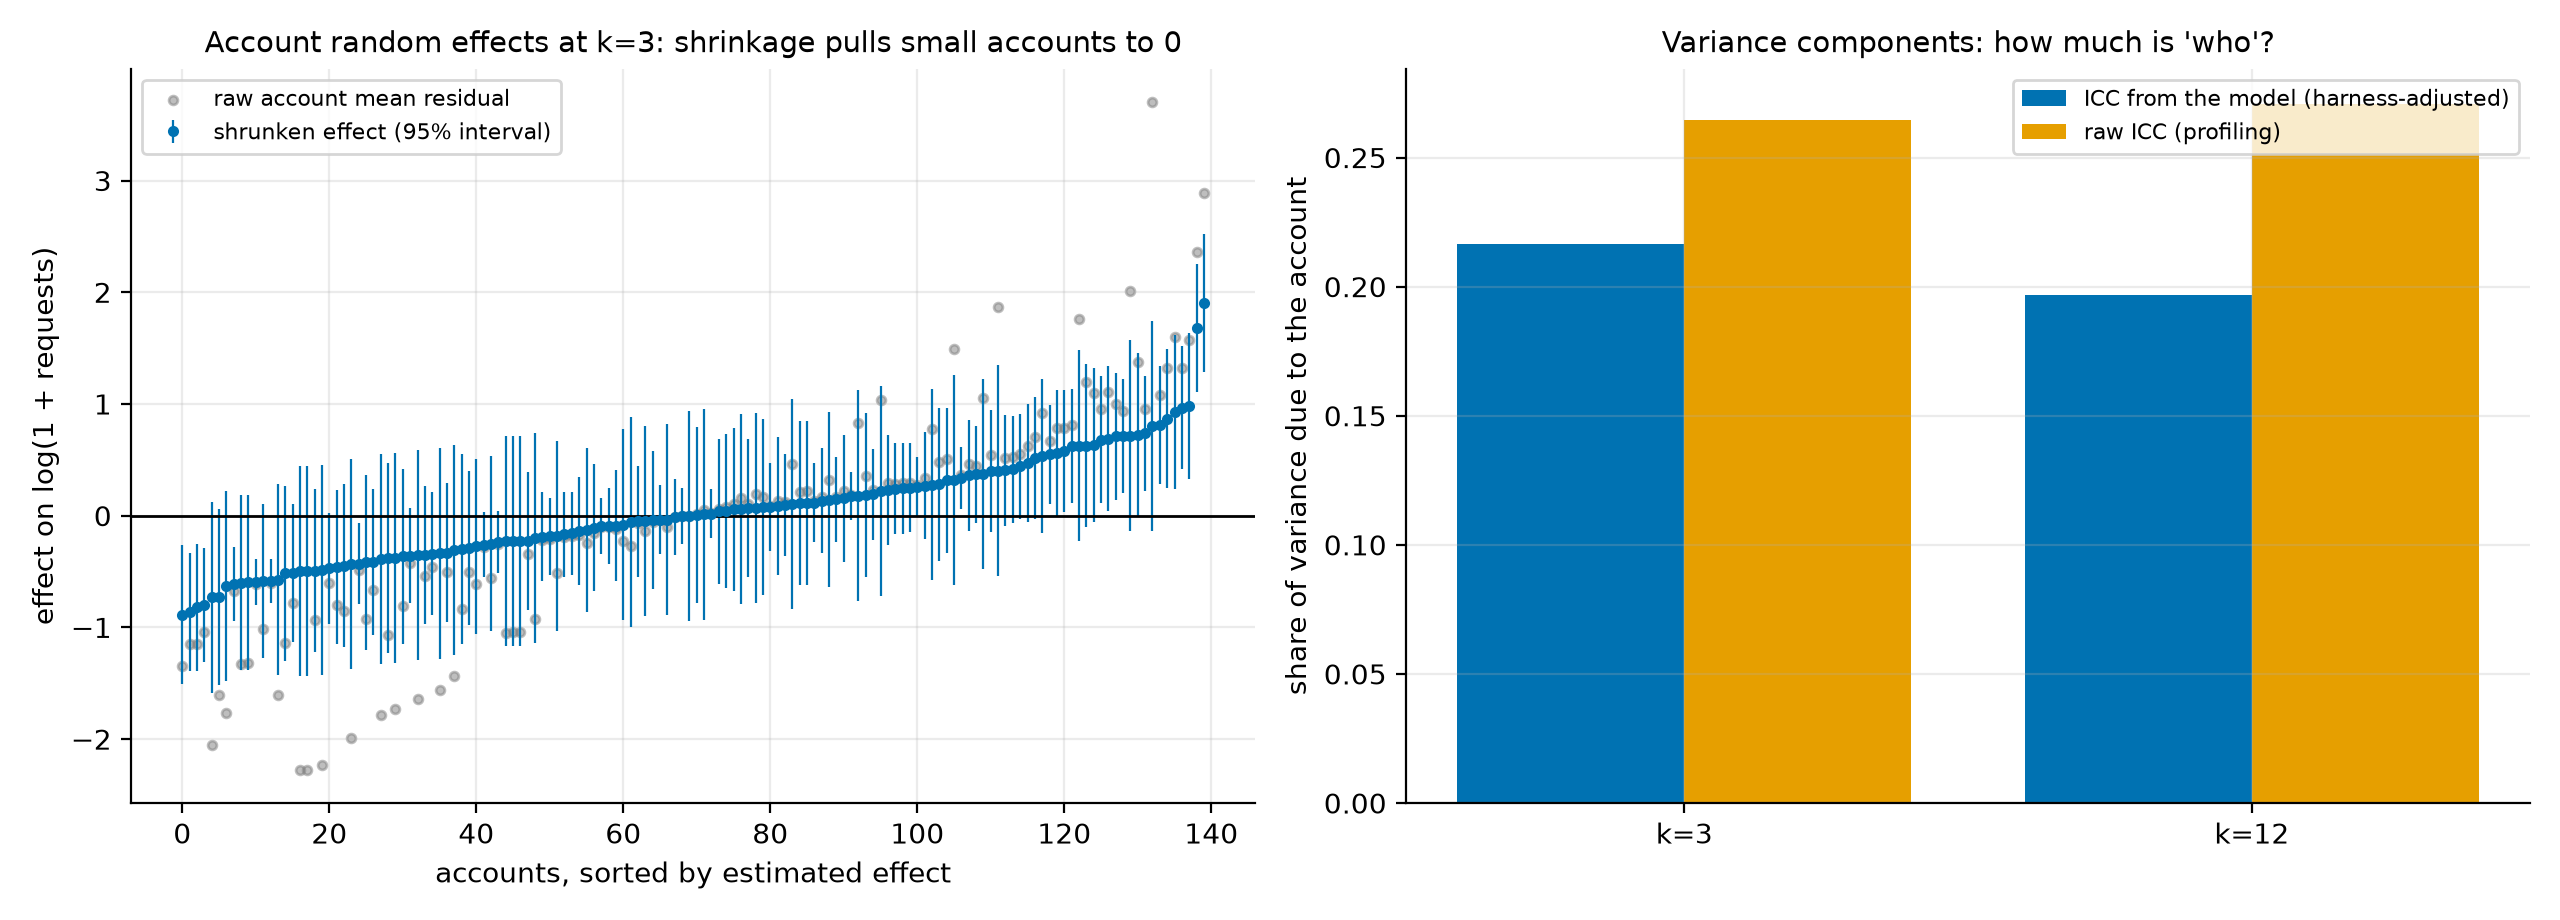 Account random effects at k=3: shrinkage pulls small accounts to 0
raw account mean residual
shrunken effect (95% interval)
effect on log(1 + requests)
3
2
1
0
−1
−2
0
20
40
60
80
100
120
140
accounts, sorted by estimated effect
Variance components: how much is 'who'?
ICC from the model (harness-adjusted)
raw ICC (profiling)
share of variance due to the account
0.25
0.20
0.15
0.10
0.05
0.00
k=3
k=12